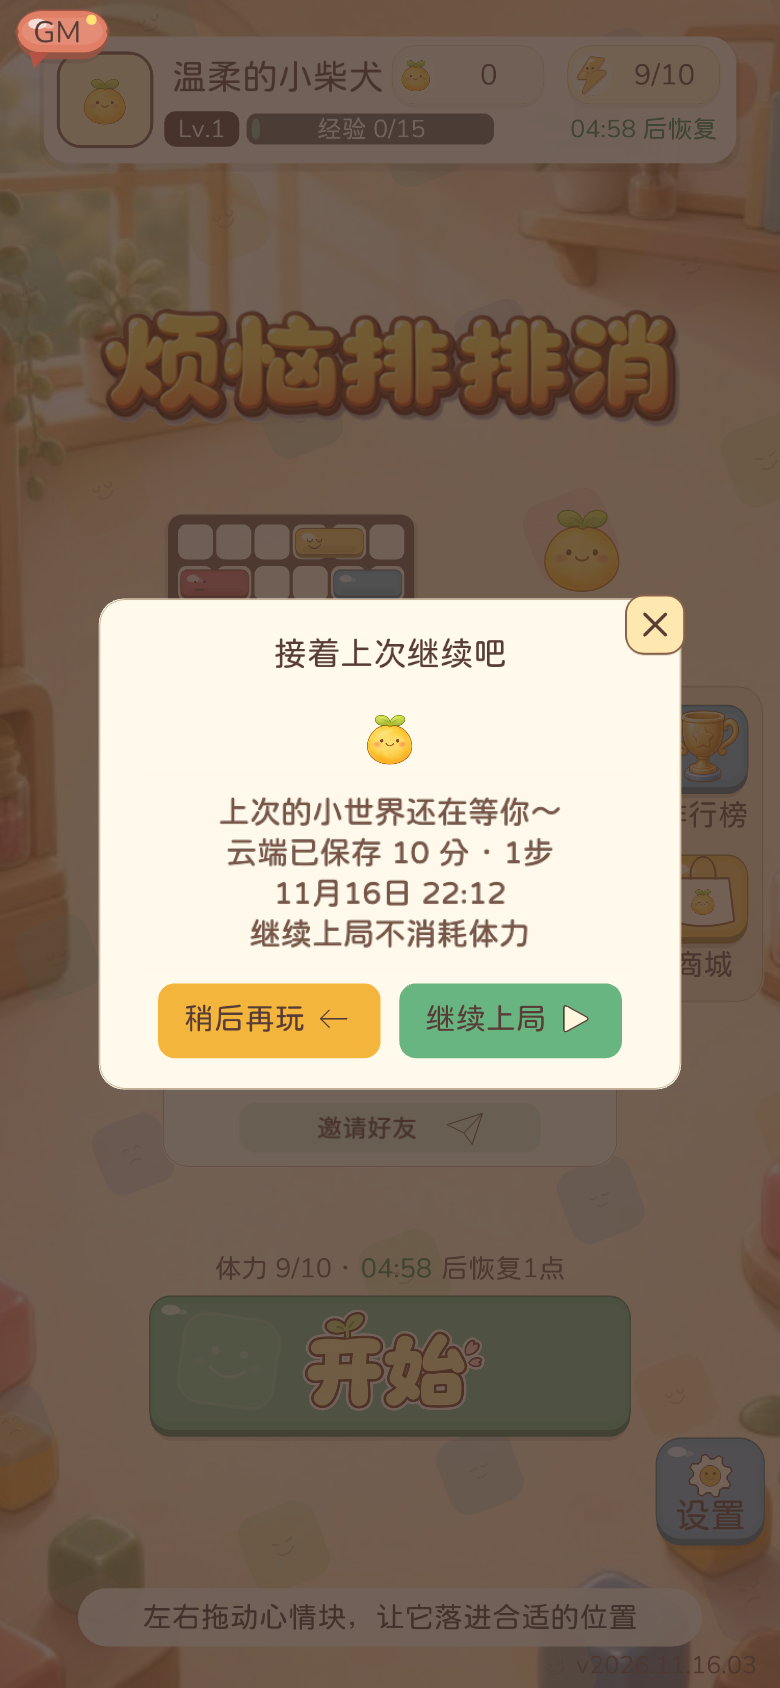 GM
温柔的小柴犬
0
9/10
Lv.1
经验 0/15
04:58 后恢复
烦恼排排消
接着上次继续吧
上次的小世界还在等你～
云端已保存 10 分 · 1步
11月16日 22:12
继续上局不消耗体力
稍后再玩
继续上局
行榜
商城
邀请好友
体力 9/10 · 04:58 后恢复1点
开始
设置
左右拖动心情块，让它落进合适的位置
v2026.11.16.03